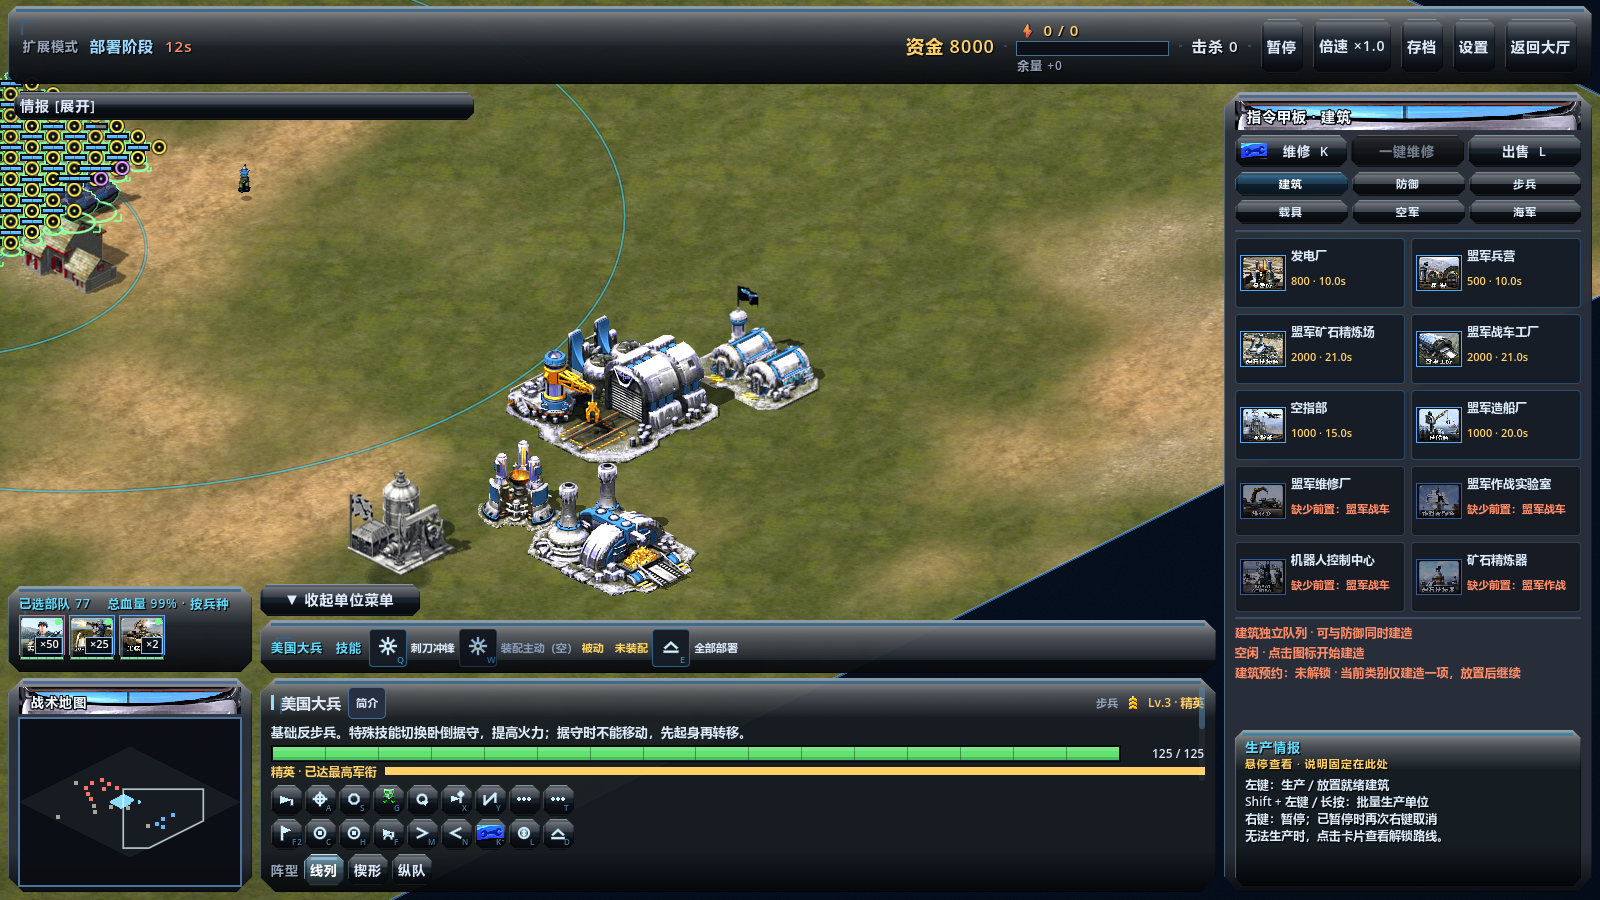 扩展模式 部署阶段 12s
资金 8000
0 / 0
余量 +0
击杀 0
暂停
倍速 ×1.0
存档
设置
返回大厅
情报 [展开]
指令甲板 · 建筑
维修 K
一键维修
出售 L
建筑
防御
步兵
载具
空军
海军
发电厂
800 · 10.0s
盟军兵营
500 · 10.0s
盟军矿石精炼场
2000 · 21.0s
盟军战车工厂
2000 · 21.0s
空指部
1000 · 15.0s
盟军造船厂
1000 · 20.0s
盟军维修厂
缺少前置：盟军战车
盟军作战实验室
缺少前置：盟军战车
机器人控制中心
缺少前置：盟军战车
矿石精炼器
缺少前置：盟军作战
建筑独立队列 · 可与防御同时建造
空闲 · 点击图标开始建造
建筑预约：未解锁 · 当前类别仅建造一项，放置后继续
生产情报
悬停查看 · 说明固定在此处
左键：生产 / 放置就绪建筑
Shift + 左键 / 长按：批量生产单位
右键：暂停；已暂停时再次右键取消
无法生产时，点击卡片查看解锁路线。
已选部队 77 总血量 99% · 按兵种
×50
×25
×2
▼ 收起单位菜单
美国大兵 技能
Q
刺刀冲锋
W
装配主动（空）
被动 未装配
E
全部部署
战术地图
美国大兵 简介
步兵 Lv.3 · 精英
基础反步兵。特殊技能切换卧倒据守，提高火力；据守时不能移动，先起身再转移。
125 / 125
精英 · 已达最高军衔
A S G X Y T
F2 C H F M N K L D
阵型 线列 楔形 纵队